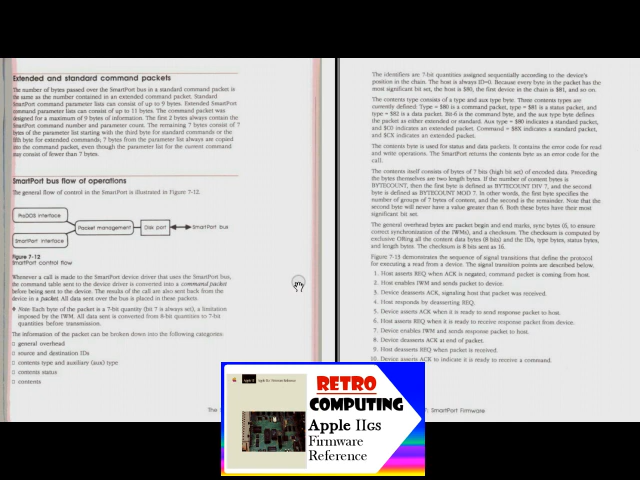 Extended and standard command packets
The number of bytes passed over the SmartPort bus in a standard command packet is
the same as the number contained in an extended command packet. Standard
SmartPort command parameter lists can consist of up to 9 bytes. Extended SmartPort
command parameter lists can consist of up to 11 bytes. The command packet was
designed for a maximum of 9 bytes of information. The first 2 bytes always contain the
SmartPort command number and parameter count. The remaining 7 bytes consist of 7
bytes of the parameter list starting with the third byte for standard commands or the
fifth byte for extended commands; 7 bytes from the parameter list always are copied
into the command packet, even though the parameter list for the current command
may consist of fewer than 7 bytes.
SmartPort bus flow of operations
The general flow of control in the SmartPort is illustrated in Figure 7-12.
ProDOS interface
Packet management
Disk port
SmartPort bus
SmartPort interface
Figure 7-12
SmartPort control flow
Whenever a call is made to the SmartPort device driver that uses the SmartPort bus,
the command table sent to the device driver is converted into a command packet
before being sent to the device. The results of the call are also sent back from the
device in a packet. All data sent over the bus is placed in these packets.
❖ Note: Each byte of the packet is a 7-bit quantity (bit 7 is always set), a limitation
imposed by the IWM. All data sent is converted from 8-bit quantities to 7-bit
quantities before transmission.
The information of the packet can be broken down into the following categories:
□ general overhead
□ source and destination IDs
□ contents type and auxiliary (aux) type
□ contents status
□ contents
The identifiers are 7-bit quantities assigned sequentially according to the device's
position in the chain. The host is always ID=0. Because every byte in the packet has the
most significant bit set, the host is $80, the first device in the chain is $81, and so on.
The contents type consists of a type and aux type byte. Three contents types are
currently defined: Type = $80 is a command packet, type = $81 is a status packet, and
type = $82 is a data packet. Bit-6 is the command byte, and the aux type byte defines
the packet as either extended or standard. Aux type = $80 indicates a standard packet,
and $C0 indicates an extended packet. Command = $8X indicates a standard packet,
and $CX indicates an extended packet.
The contents byte is used for status and data packets. It contains the error code for read
and write operations. The SmartPort returns the contents byte as an error code for the
call.
The contents itself consists of bytes of 7 bits (high bit set) of encoded data. Preceding
the bytes themselves are two length bytes. If the number of content bytes is
BYTECOUNT, then the first byte is defined as BYTECOUNT DIV 7, and the second
byte is defined as BYTECOUNT MOD 7. In other words, the first byte specifies the
number of groups of 7 bytes of content, and the second is the remainder. Note that the
second byte will never have a value greater than 6. Both these bytes have their most
significant bit set.
The general overhead bytes are packet begin and end marks, sync bytes (6, to ensure
correct synchronization of the IWMs), and a checksum. The checksum is computed by
exclusive ORing all the content data bytes (8 bits) and the IDs, type bytes, status bytes,
and length bytes. The checksum is 8 bits sent as 16.
Figure 7-13 demonstrates the sequence of signal transitions that define the protocol
for executing a read from a device. The signal transition points are described below.
1. Host asserts REQ when ACK is negated; command packet is coming from host.
2. Host enables IWM and sends packet to device.
3. Device deasserts ACK, signaling host that packet was received.
4. Host responds by deasserting REQ.
5. Device asserts ACK when it is ready to send response packet to host.
6. Host asserts REQ when it is ready to receive response packet from device.
7. Device enables IWM and sends response packet to host.
8. Device deasserts ACK at end of packet.
9. Host deasserts REQ when packet is received.
10. Device asserts ACK to indicate it is ready to receive a command.
The
7: SmartPort Firmware
RETRO
COMPUTING
Apple IIGS
Firmware
Reference